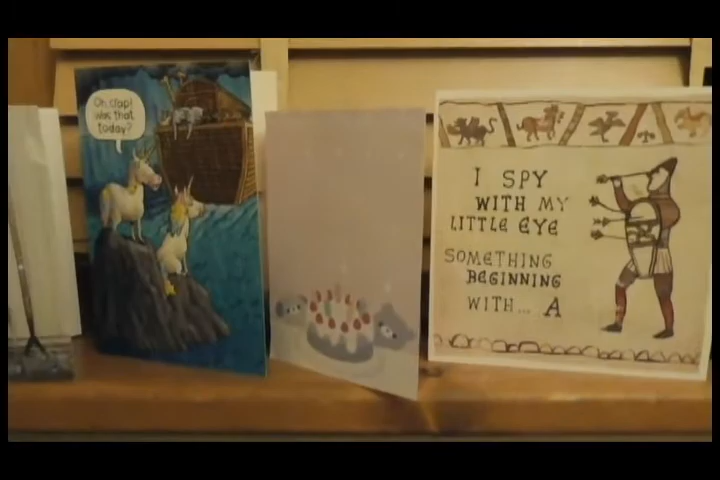 Oh, crap!
Was that
today?
I SPY
WITH MY
LITTLE EYE
SOMETHING
BEGINNING
WITH... A